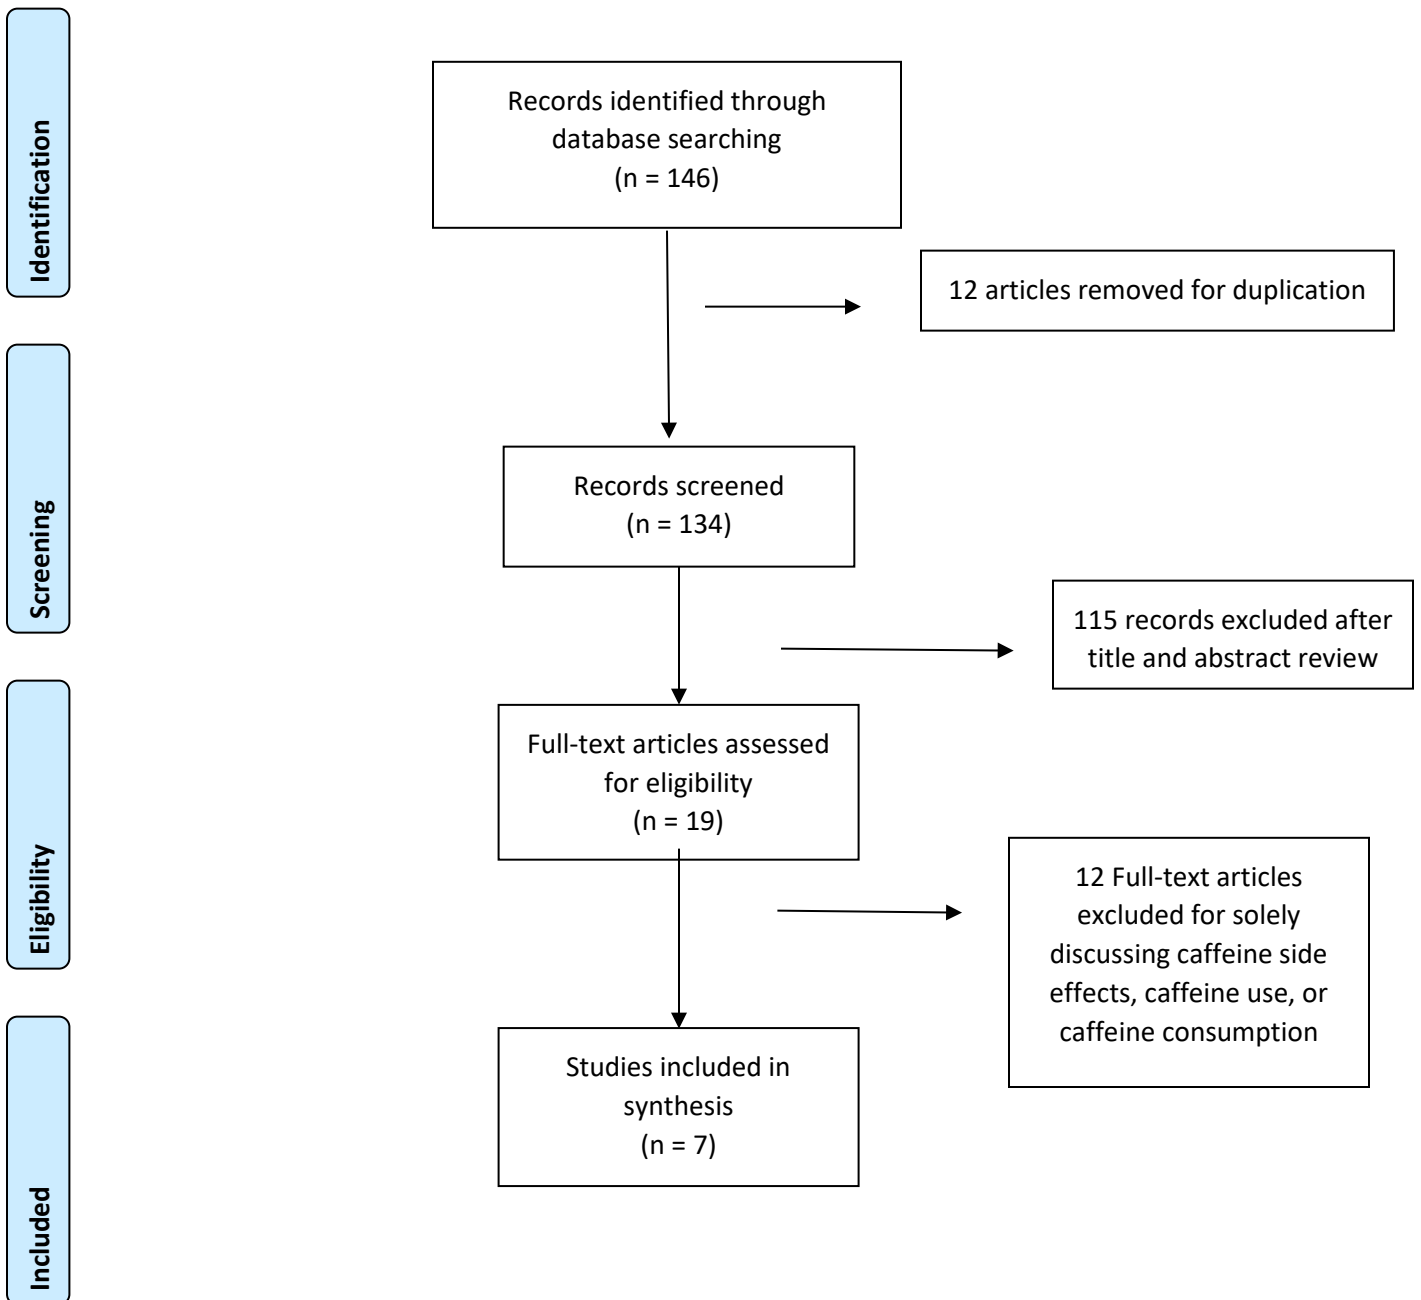 Identification
Records identified through
database searching
(n = 146)
12 articles removed for duplication
Screening
Records screened
(n = 134)
115 records excluded after
title and abstract review
Eligibility
Full-text articles assessed
for eligibility
(n = 19)
12 Full-text articles
excluded for solely
discussing caffeine side
effects, caffeine use, or
caffeine consumption
Included
Studies included in
synthesis
(n = 7)